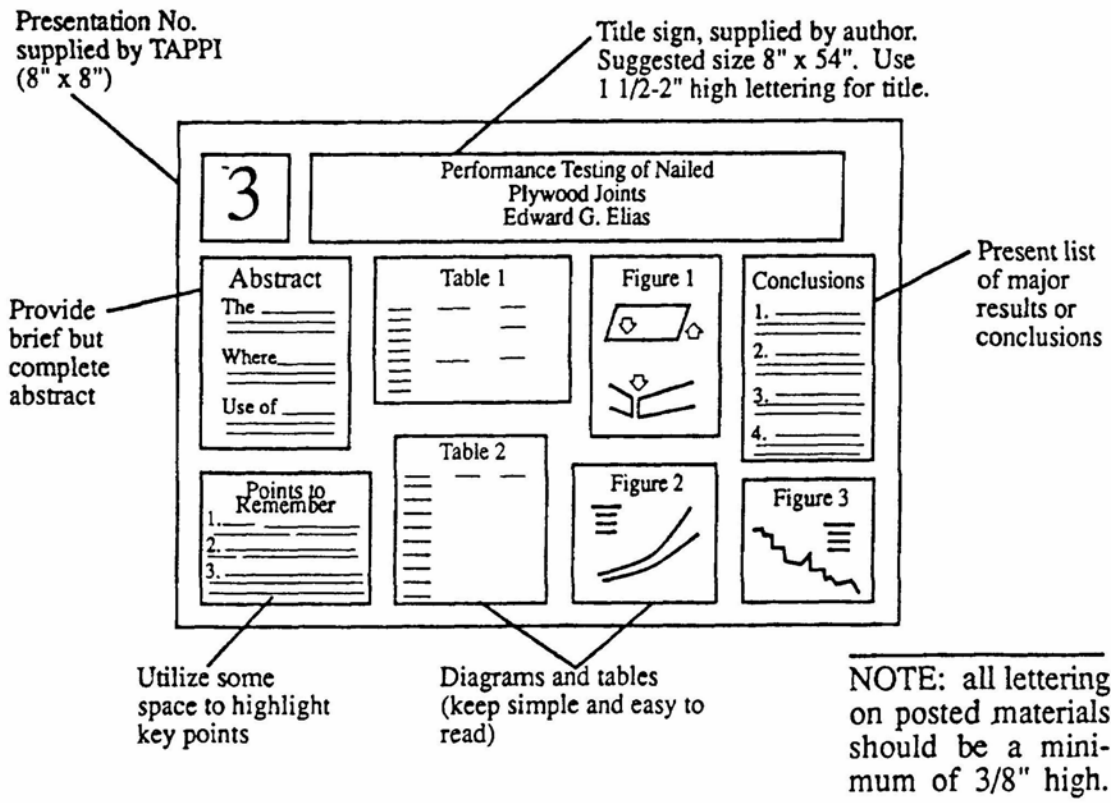 Presentation No.
supplied by TAPPI
(8" x 8")
Title sign, supplied by author.
Suggested size 8" x 54". Use
1 1/2-2" high lettering for title.
3
Performance Testing of Nailed
Plywood Joints
Edward G. Elias
Provide
brief but
complete
abstract
Abstract
The
Where
Use of
Table 1
Figure 1
Conclusions
1.
2.
3.
4.
Present list
of major
results or
conclusions
Points to
Remember
1.
2.
3.
Table 2
Figure 2
Figure 3
Utilize some
space to highlight
key points
Diagrams and tables
(keep simple and easy to
read)
NOTE: all lettering
on posted materials
should be a mini-
mum of 3/8" high.